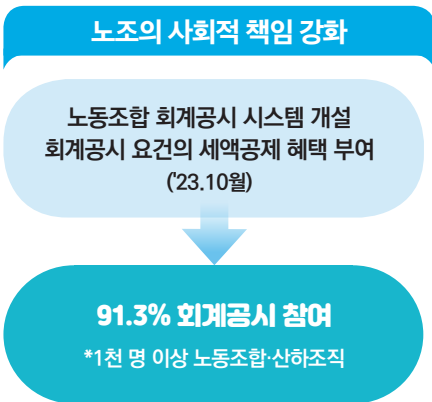 노조의 사회적 책임 강화
노동조합 회계공시 시스템 개설
회계공시 요건의 세액공제 혜택 부여
('23.10월)
91.3% 회계공시 참여
*1천 명 이상 노동조합·산하조직